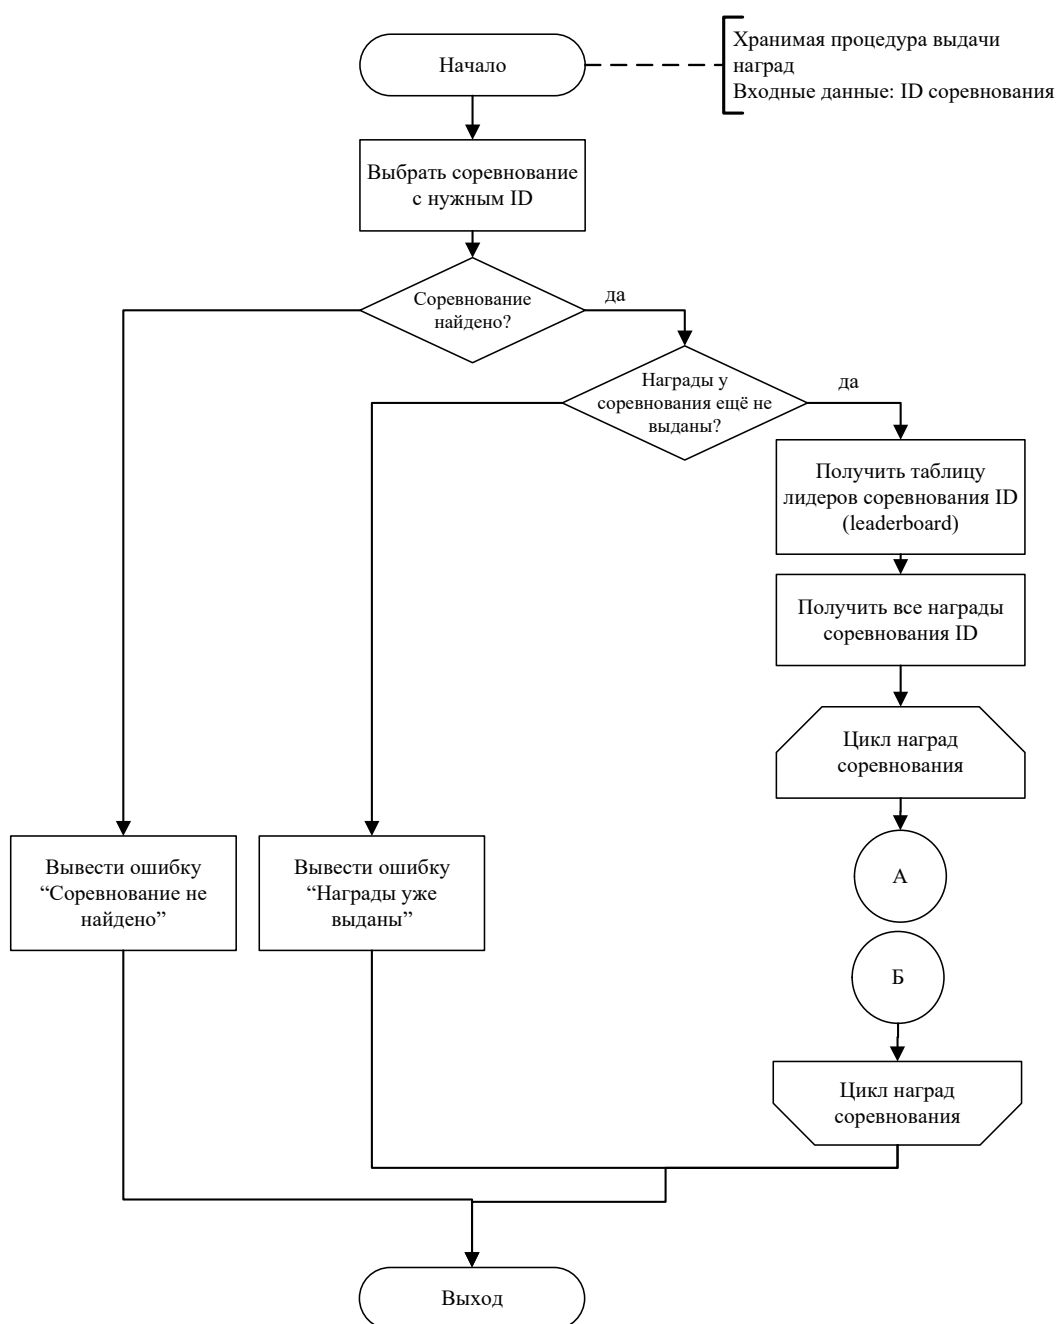 Начало
Хранимая процедура выдачи
наград
Входные данные: ID соревнования
Выбрать соревнование
с нужным ID
Соревнование
найдено?
да
Награды у
соревнования ещё не
выданы?
да
Получить таблицу
лидеров соревнования ID
(leaderboard)
Получить все награды
соревнования ID
Цикл наград
соревнования
А
Вывести ошибку
“Соревнование не
найдено”
Вывести ошибку
“Награды уже
выданы”
Б
Цикл наград
соревнования
Выход